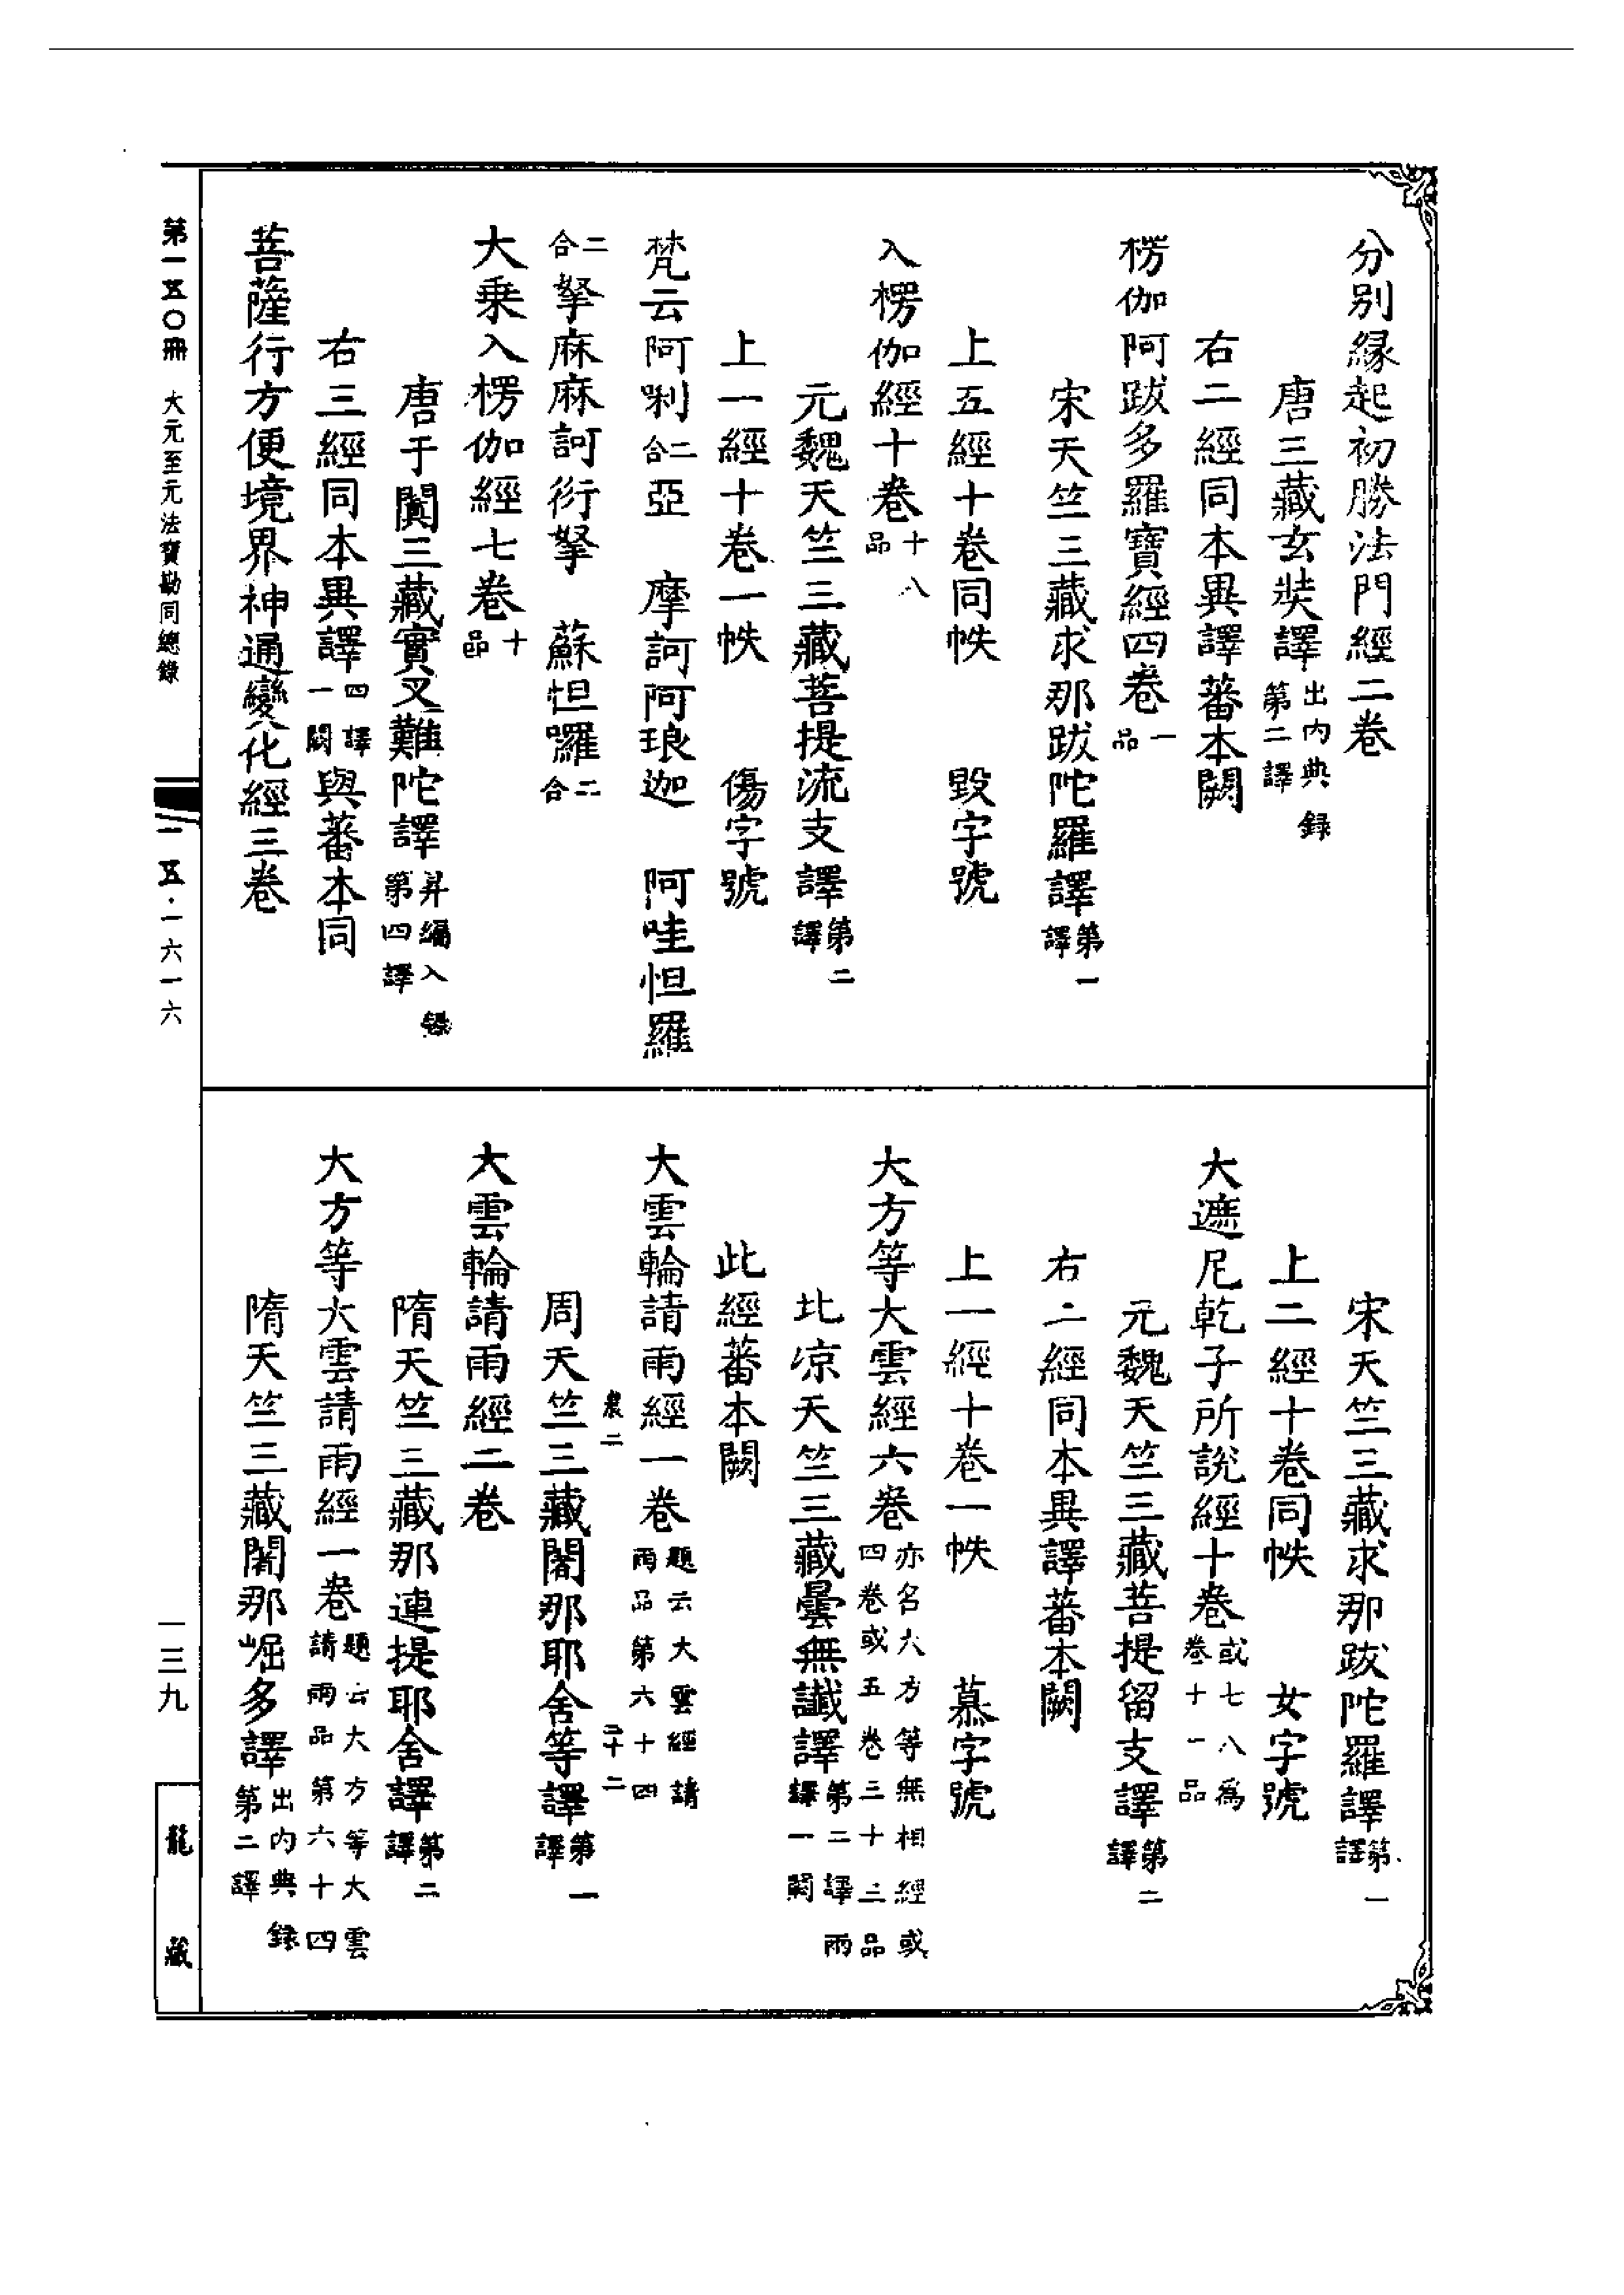 分別緣起初勝法門經二卷
唐三藏玄奘譯出內典錄第二譯
右二經同本異譯蕃本闕
楞伽阿跋多羅寶經四卷一品
宋天竺三藏求那跋陀羅譯第一譯
上五經十卷同帙　毀字號
入楞伽經十卷十八品
元魏天竺三藏菩提流支譯第二譯
上一經十卷一帙　傷字號
梵云阿唎二合亞　摩訶阿琅迦　阿哇怛羅
二合拏麻麻訶衍拏　蘇怛囉二合
大乘入楞伽經七卷十品
唐于闐三藏實叉難陀譯昇編入錄第四譯
右三經同本異譯四譯一闕與蕃本同
菩薩行方便境界神通變化經三卷
宋天竺三藏求那跋陀羅譯第一譯
上二經十卷同帙　女字號
大遮尼乾子所說經十卷或七八為卷十一品
元魏天竺三藏菩提留支譯第二譯
右二經同本異譯蕃本闕
上一經十卷一帙　慕字號
大方等大雲經六卷亦名大方等無相經或四卷或五卷三十三品
北涼天竺三藏曇無讖譯第二譯兩譯一闕
此經蕃本闕
大雲輪請雨經一卷題云大雲經請雨品第六十四
農二　二十二
周天竺三藏闍那耶舍等譯第一譯
大雲輪請雨經二卷
隋天竺三藏那連提耶舍譯第二譯
大方等大雲請雨經一卷題云大方等大雲請雨品第六十四
隋天竺三藏闍那崛多譯出內典錄第二譯
第一五〇冊　大元至元法寶勘同總錄
一五·一六一六
一三九
龍藏